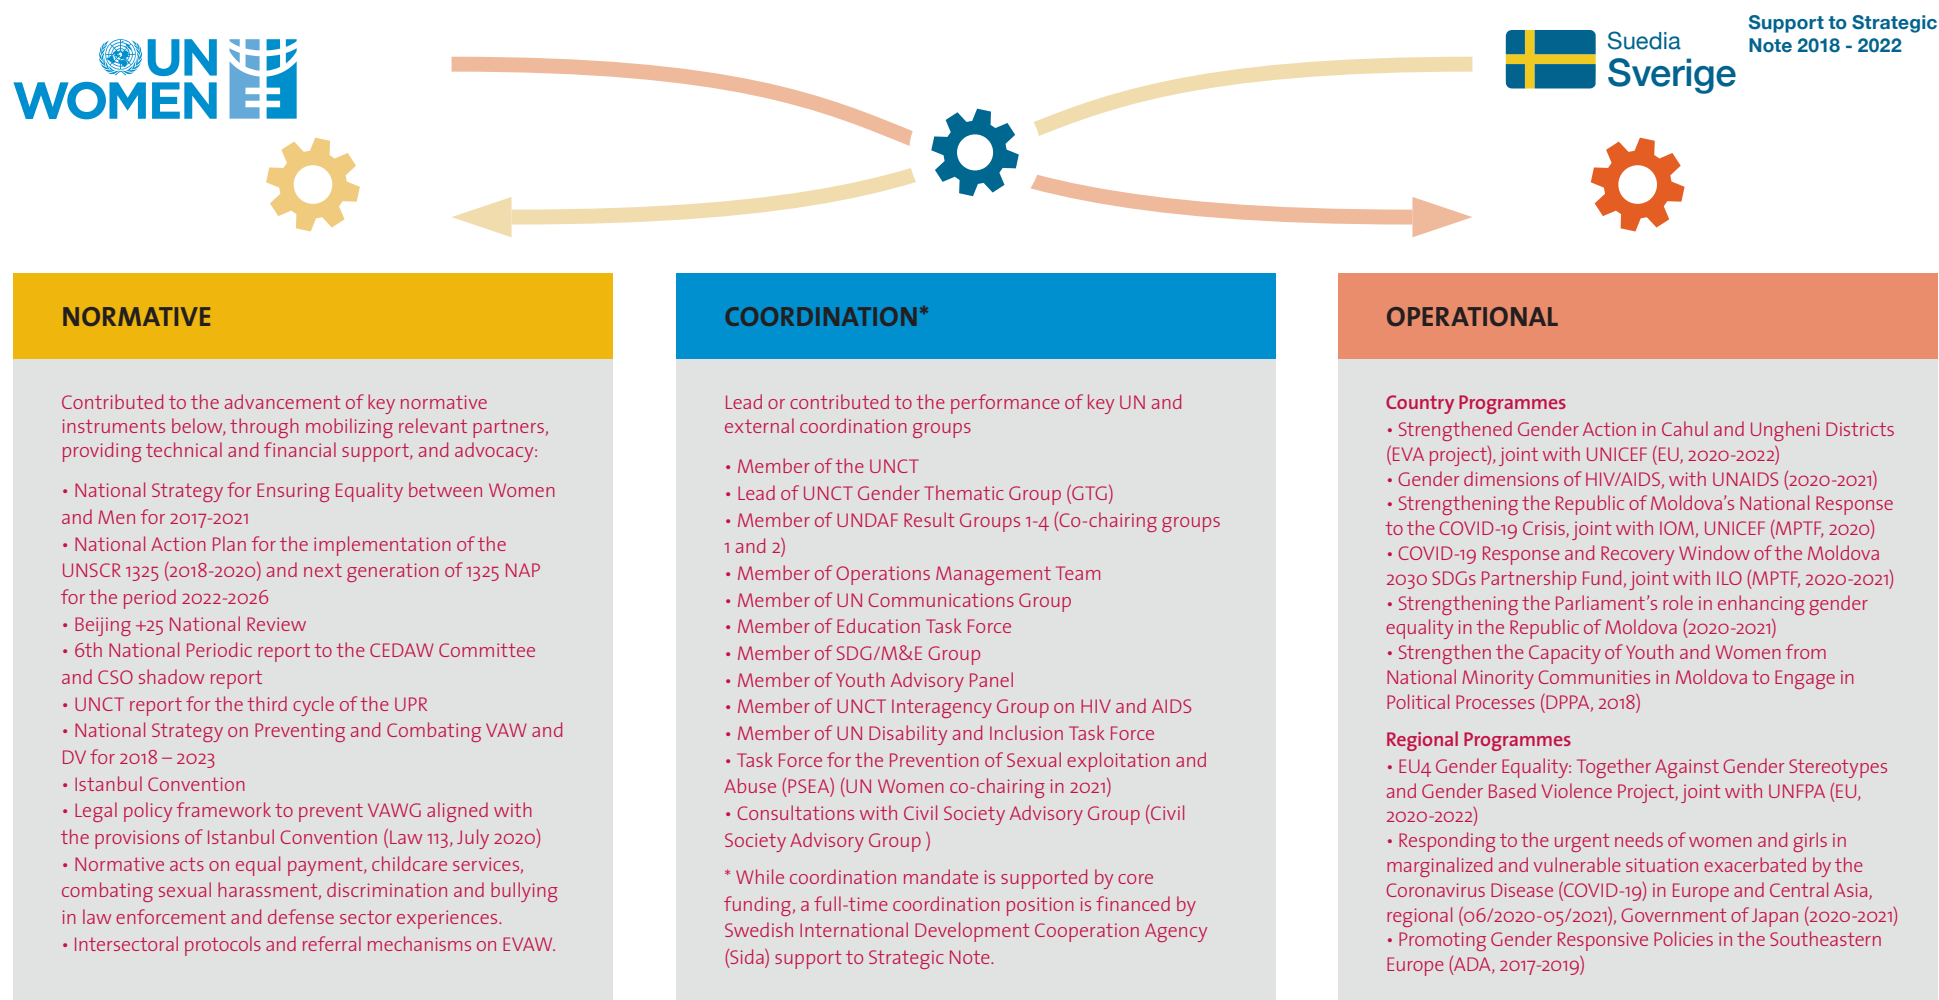 UN
WOMEN
Suedia
Sverige
Support to Strategic
Note 2018 - 2022
NORMATIVE
Contributed to the advancement of key normative
instruments below, through mobilizing relevant partners,
providing technical and financial support, and advocacy:
• National Strategy for Ensuring Equality between Women
and Men for 2017-2021
• National Action Plan for the implementation of the
UNSCR 1325 (2018-2020) and next generation of 1325 NAP
for the period 2022-2026
• Beijing +25 National Review
• 6th National Periodic report to the CEDAW Committee
and CSO shadow report
• UNCT report for the third cycle of the UPR
• National Strategy on Preventing and Combating VAW and
DV for 2018 – 2023
• Istanbul Convention
• Legal policy framework to prevent VAWG aligned with
the provisions of Istanbul Convention (Law 113, July 2020)
• Normative acts on equal payment, childcare services,
combating sexual harassment, discrimination and bullying
in law enforcement and defense sector experiences.
• Intersectoral protocols and referral mechanisms on EVAW.
COORDINATION*
Lead or contributed to the performance of key UN and
external coordination groups
• Member of the UNCT
• Lead of UNCT Gender Thematic Group (GTG)
• Member of UNDAF Result Groups 1-4 (Co-chairing groups
1 and 2)
• Member of Operations Management Team
• Member of UN Communications Group
• Member of Education Task Force
• Member of SDG/M&E Group
• Member of Youth Advisory Panel
• Member of UNCT Interagency Group on HIV and AIDS
• Member of UN Disability and Inclusion Task Force
• Task Force for the Prevention of Sexual exploitation and
Abuse (PSEA) (UN Women co-chairing in 2021)
• Consultations with Civil Society Advisory Group (Civil
Society Advisory Group )
* While coordination mandate is supported by core
funding, a full-time coordination position is financed by
Swedish International Development Cooperation Agency
(Sida) support to Strategic Note.
OPERATIONAL
Country Programmes
• Strengthened Gender Action in Cahul and Ungheni Districts
(EVA project), joint with UNICEF (EU, 2020-2022)
• Gender dimensions of HIV/AIDS, with UNAIDS (2020-2021)
• Strengthening the Republic of Moldova's National Response
to the COVID-19 Crisis, joint with IOM, UNICEF (MPTF, 2020)
• COVID-19 Response and Recovery Window of the Moldova
2030 SDGs Partnership Fund, joint with ILO (MPTF, 2020-2021)
• Strengthening the Parliament's role in enhancing gender
equality in the Republic of Moldova (2020-2021)
• Strengthen the Capacity of Youth and Women from
National Minority Communities in Moldova to Engage in
Political Processes (DPPA, 2018)
Regional Programmes
• EU4 Gender Equality: Together Against Gender Stereotypes
and Gender Based Violence Project, joint with UNFPA (EU,
2020-2022)
• Responding to the urgent needs of women and girls in
marginalized and vulnerable situation exacerbated by the
Coronavirus Disease (COVID-19) in Europe and Central Asia,
regional (06/2020-05/2021), Government of Japan (2020-2021)
• Promoting Gender Responsive Policies in the Southeastern
Europe (ADA, 2017-2019)